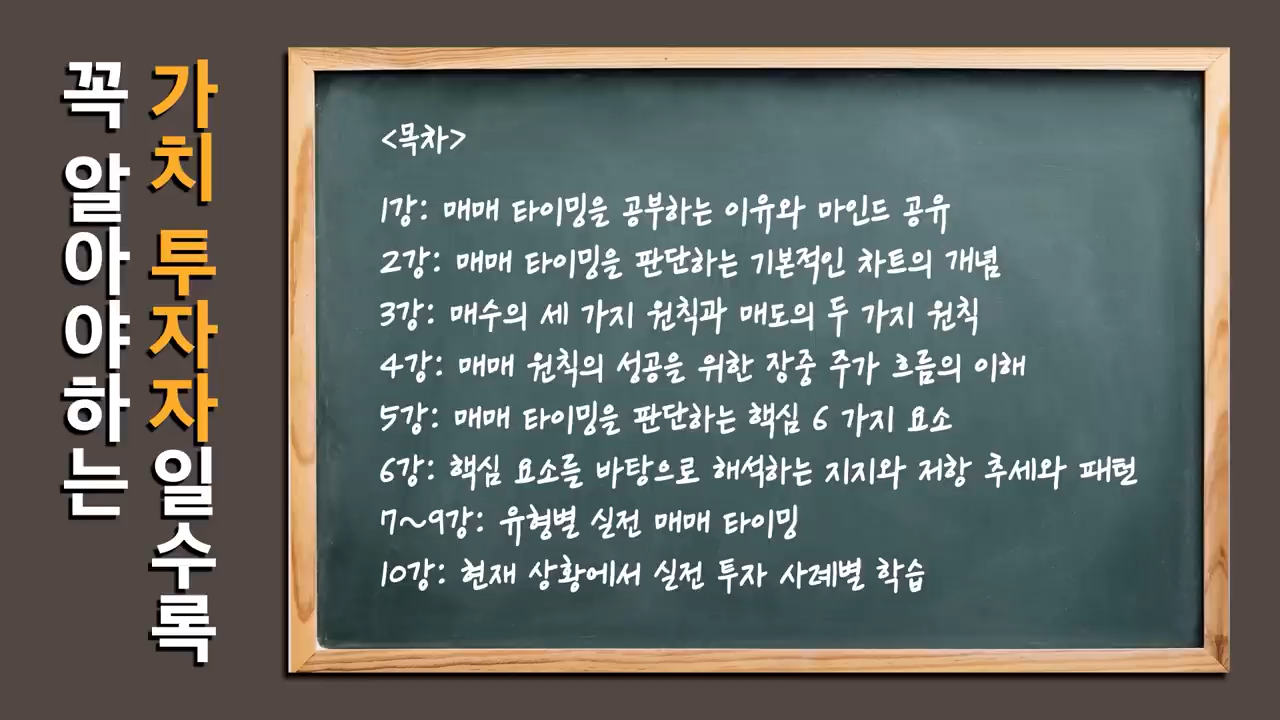 가치 투자자일수록
꼭 알아야하는
<목차>
1강: 매매 타이밍을 공부하는 이유와 마인드 공유
2강: 매매 타이밍을 판단하는 기본적인 차트의 개념
3강: 매수의 세 가지 원칙과 매도의 두 가지 원칙
4강: 매매 원칙의 성공을 위한 장중 주가 흐름의 이해
5강: 매매 타이밍을 판단하는 핵심 6 가지 요소
6강: 핵심 요소를 바탕으로 해석하는 지지와 저항 추세와 패턴
7~9강: 유형별 실전 매매 타이밍
10강: 현재 상황에서 실전 투자 사례별 학습